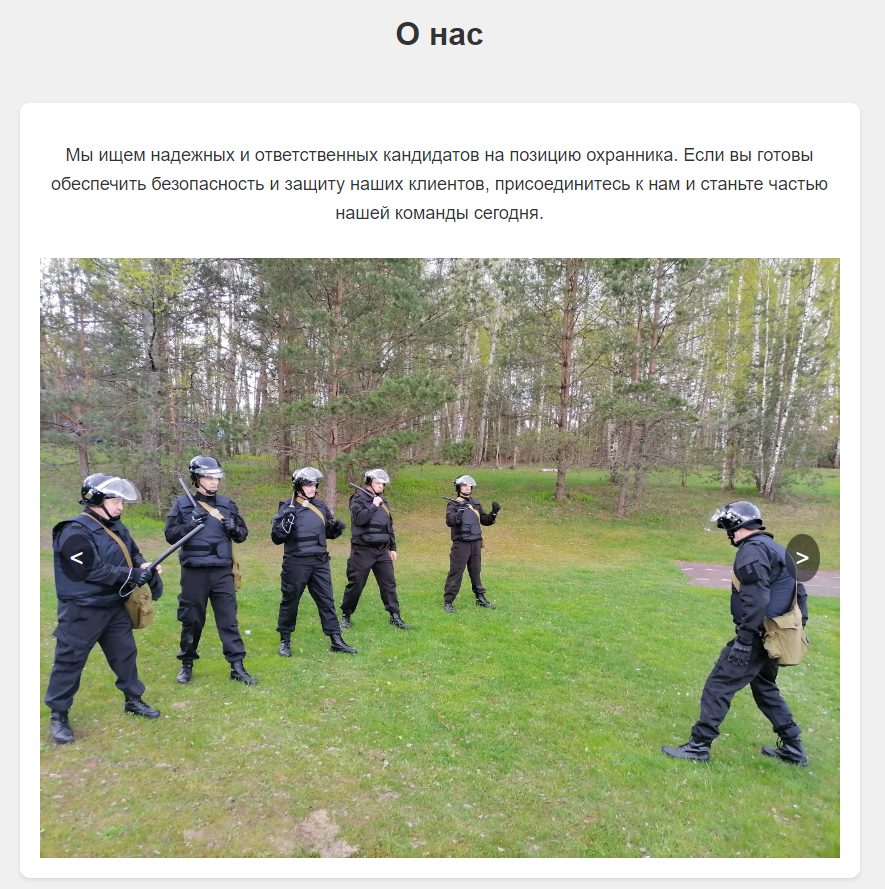 О нас
Мы ищем надежных и ответственных кандидатов на позицию охранника. Если вы готовы
обеспечить безопасность и защиту наших клиентов, присоединитесь к нам и станьте частью
нашей команды сегодня.
< >